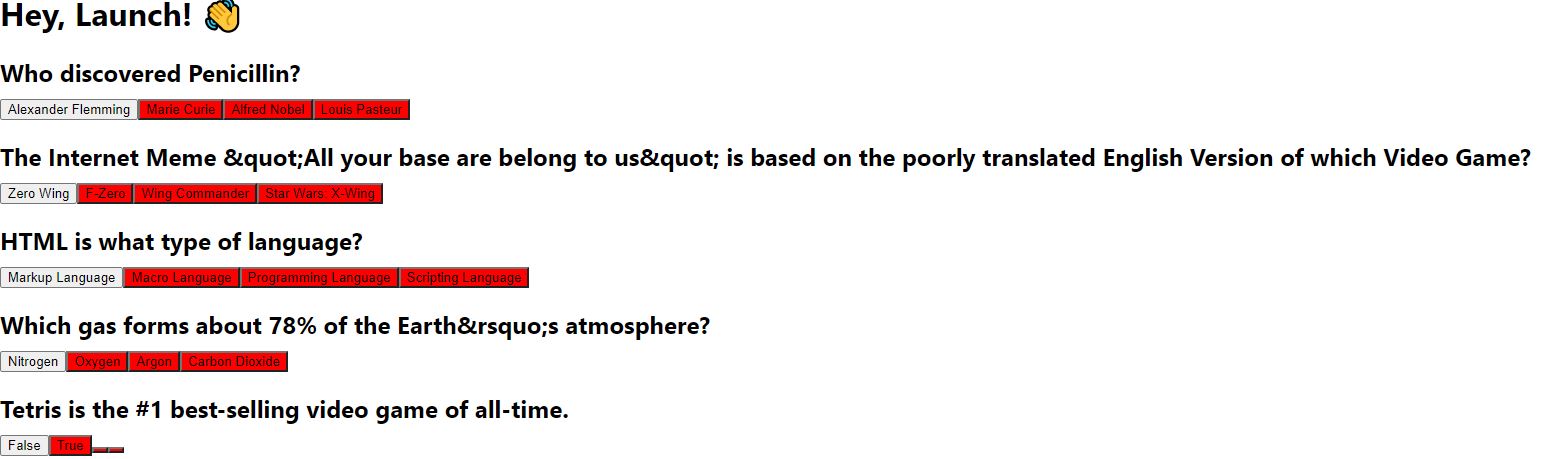 Hey, Launch! 👋
Who discovered Penicillin?
Alexander Flemming Marie Curie Alfred Nobel Louis Pasteur
The Internet Meme &quot;All your base are belong to us&quot; is based on the poorly translated English Version of which Video Game?
Zero Wing F-Zero Wing Commander Star Wars: X-Wing
HTML is what type of language?
Markup Language Macro Language Programming Language Scripting Language
Which gas forms about 78% of the Earth&rsquo;s atmosphere?
Nitrogen Oxygen Argon Carbon Dioxide
Tetris is the #1 best-selling video game of all-time.
False True